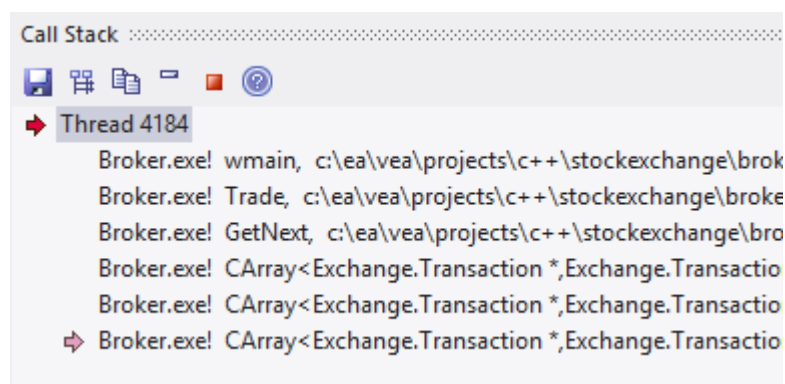 Call Stack
Thread 4184
Broker.exe! wmain, c:\ea\vea\projects\c++\stockexchange\brok
Broker.exe! Trade, c:\ea\vea\projects\c++\stockexchange\broke
Broker.exe! GetNext, c:\ea\vea\projects\c++\stockexchange\bro
Broker.exe! CArray<Exchange.Transaction *,Exchange.Transactio
Broker.exe! CArray<Exchange.Transaction *,Exchange.Transactio
Broker.exe! CArray<Exchange.Transaction *,Exchange.Transactio